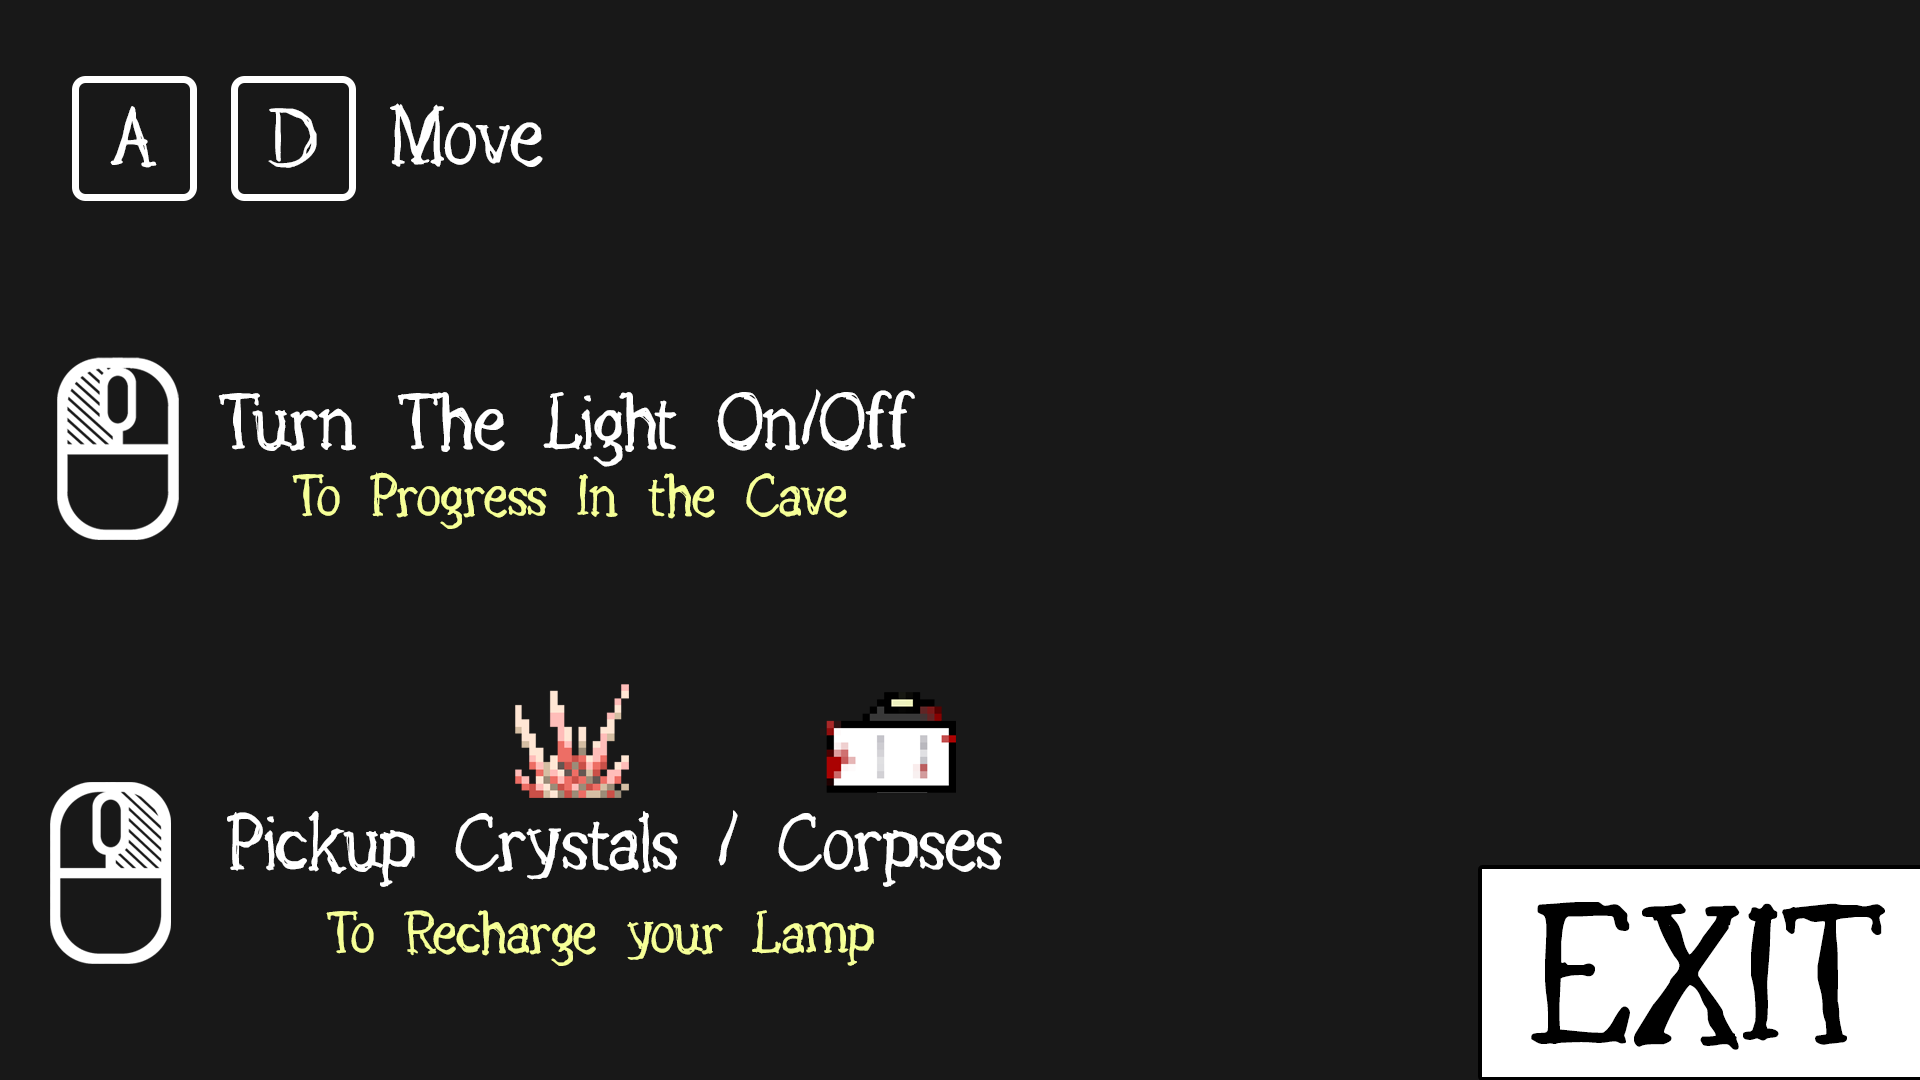 A D Move
Turn The Light On/Off
To Progress In the Cave
Pickup Crystals / Corpses
To Recharge your Lamp
EXIT